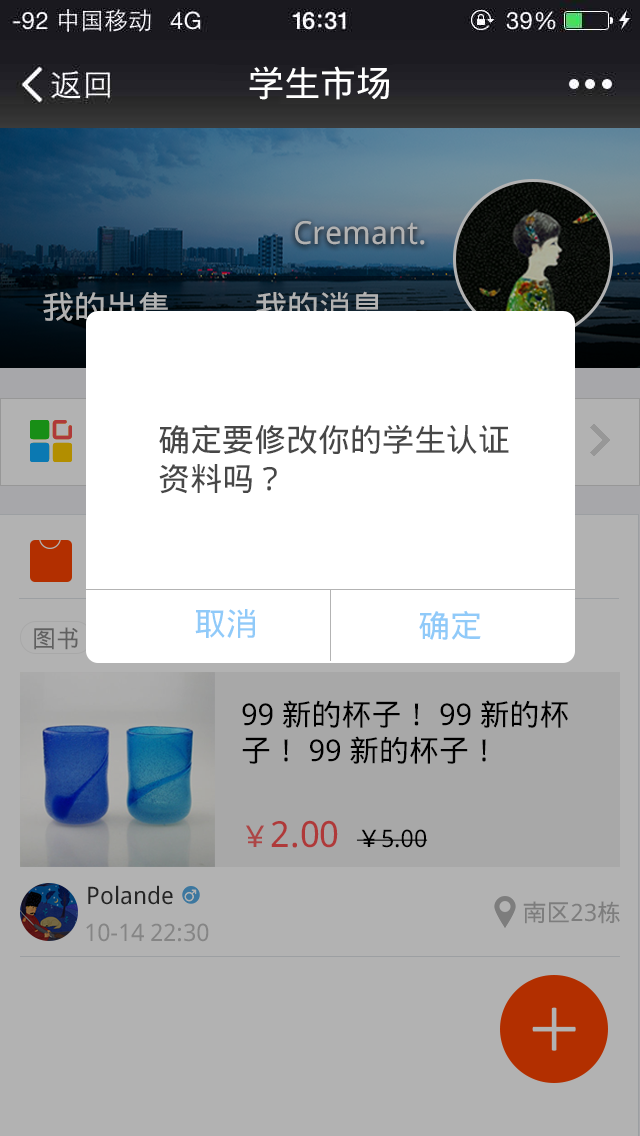 -92 中国移动 4G 16:31 39%
返回 学生市场
Cremant.
我的出售 我的消息
确定要修改你的学生认证
资料吗？
取消 确定
图书
99 新的杯子！ 99 新的杯
子！ 99 新的杯子！
￥2.00 ￥5.00
Polande
10-14 22:30
南区23栋